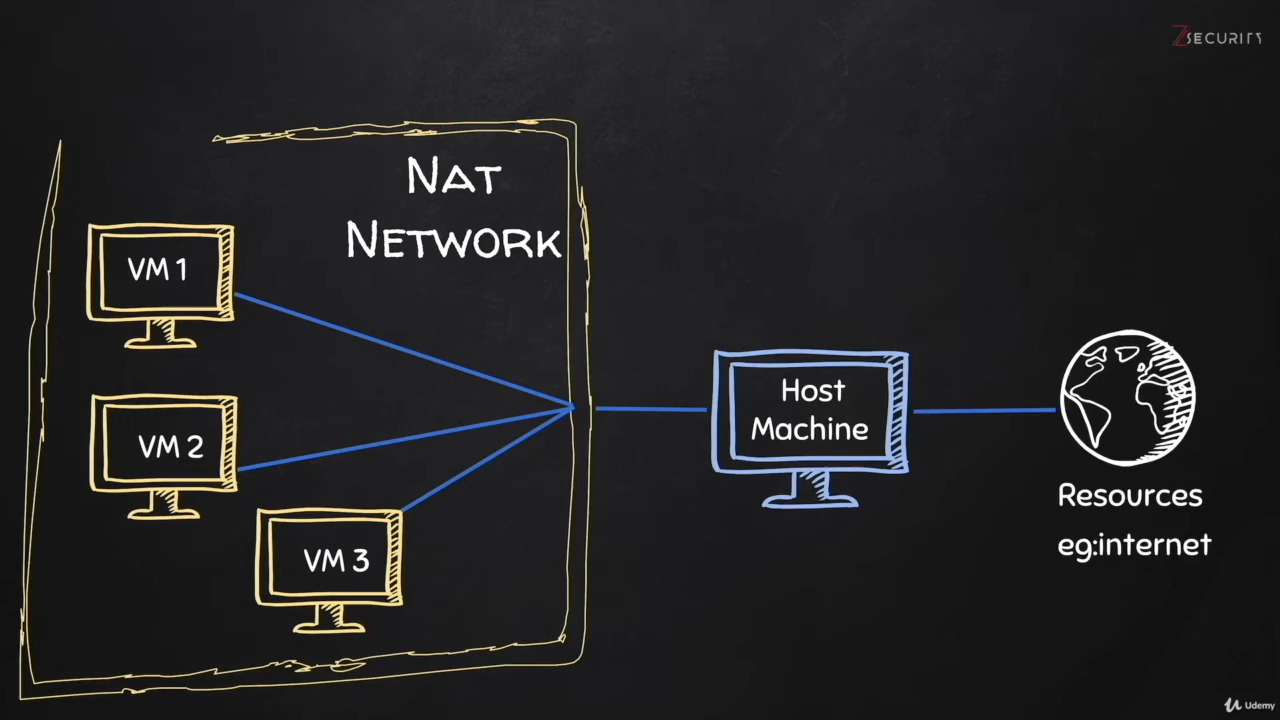 ZSECURITY
NAT
NETWORK
VM 1
VM 2
VM 3
Host
Machine
Resources
eg:internet
Udemy